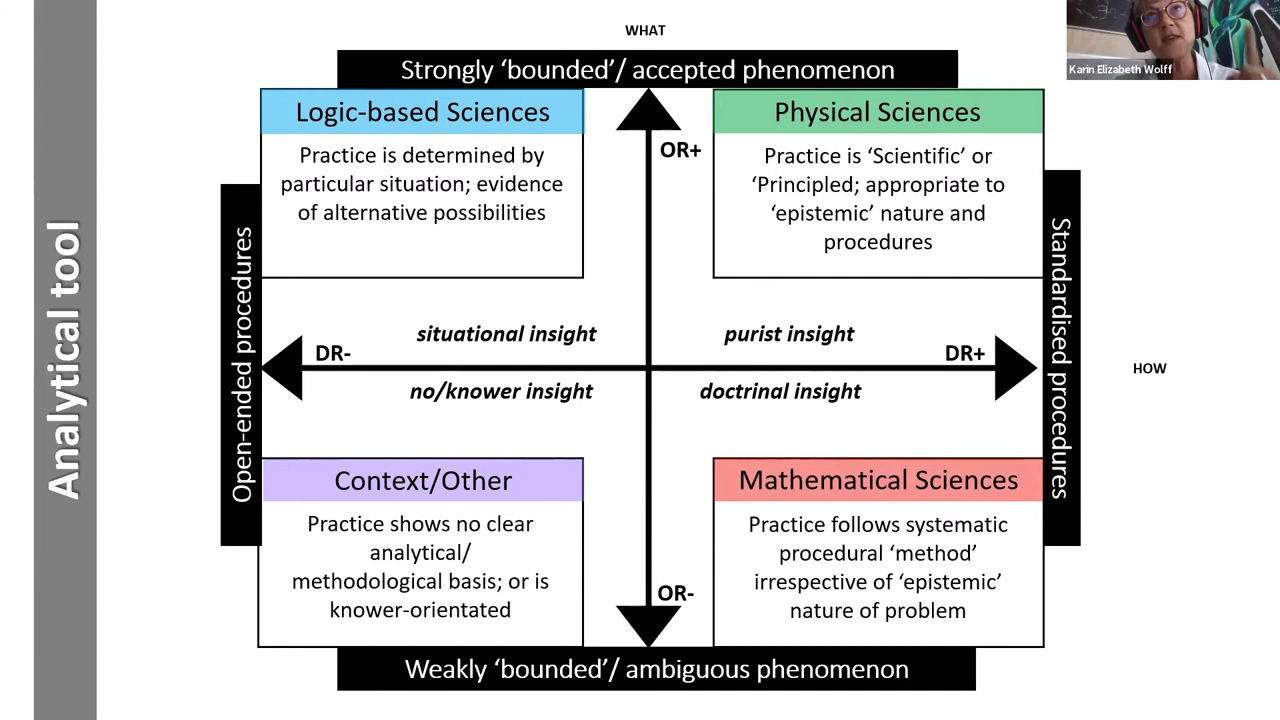 WHAT
Strongly ‘bounded’/ accepted phenomenon
Karin Elizabeth Wolff
Analytical tool
Open-ended procedures
Logic-based Sciences
Practice is determined by
particular situation; evidence
of alternative possibilities
OR+
Physical Sciences
Practice is ‘Scientific’ or
‘Principled; appropriate to
‘epistemic’ nature and
procedures
Standardised procedures
situational insight
purist insight
DR-
DR+
HOW
no/knower insight
doctrinal insight
Context/Other
Practice shows no clear
analytical/
methodological basis; or is
knower-orientated
OR-
Mathematical Sciences
Practice follows systematic
procedural ‘method’
irrespective of ‘epistemic’
nature of problem
Weakly ‘bounded’/ ambiguous phenomenon